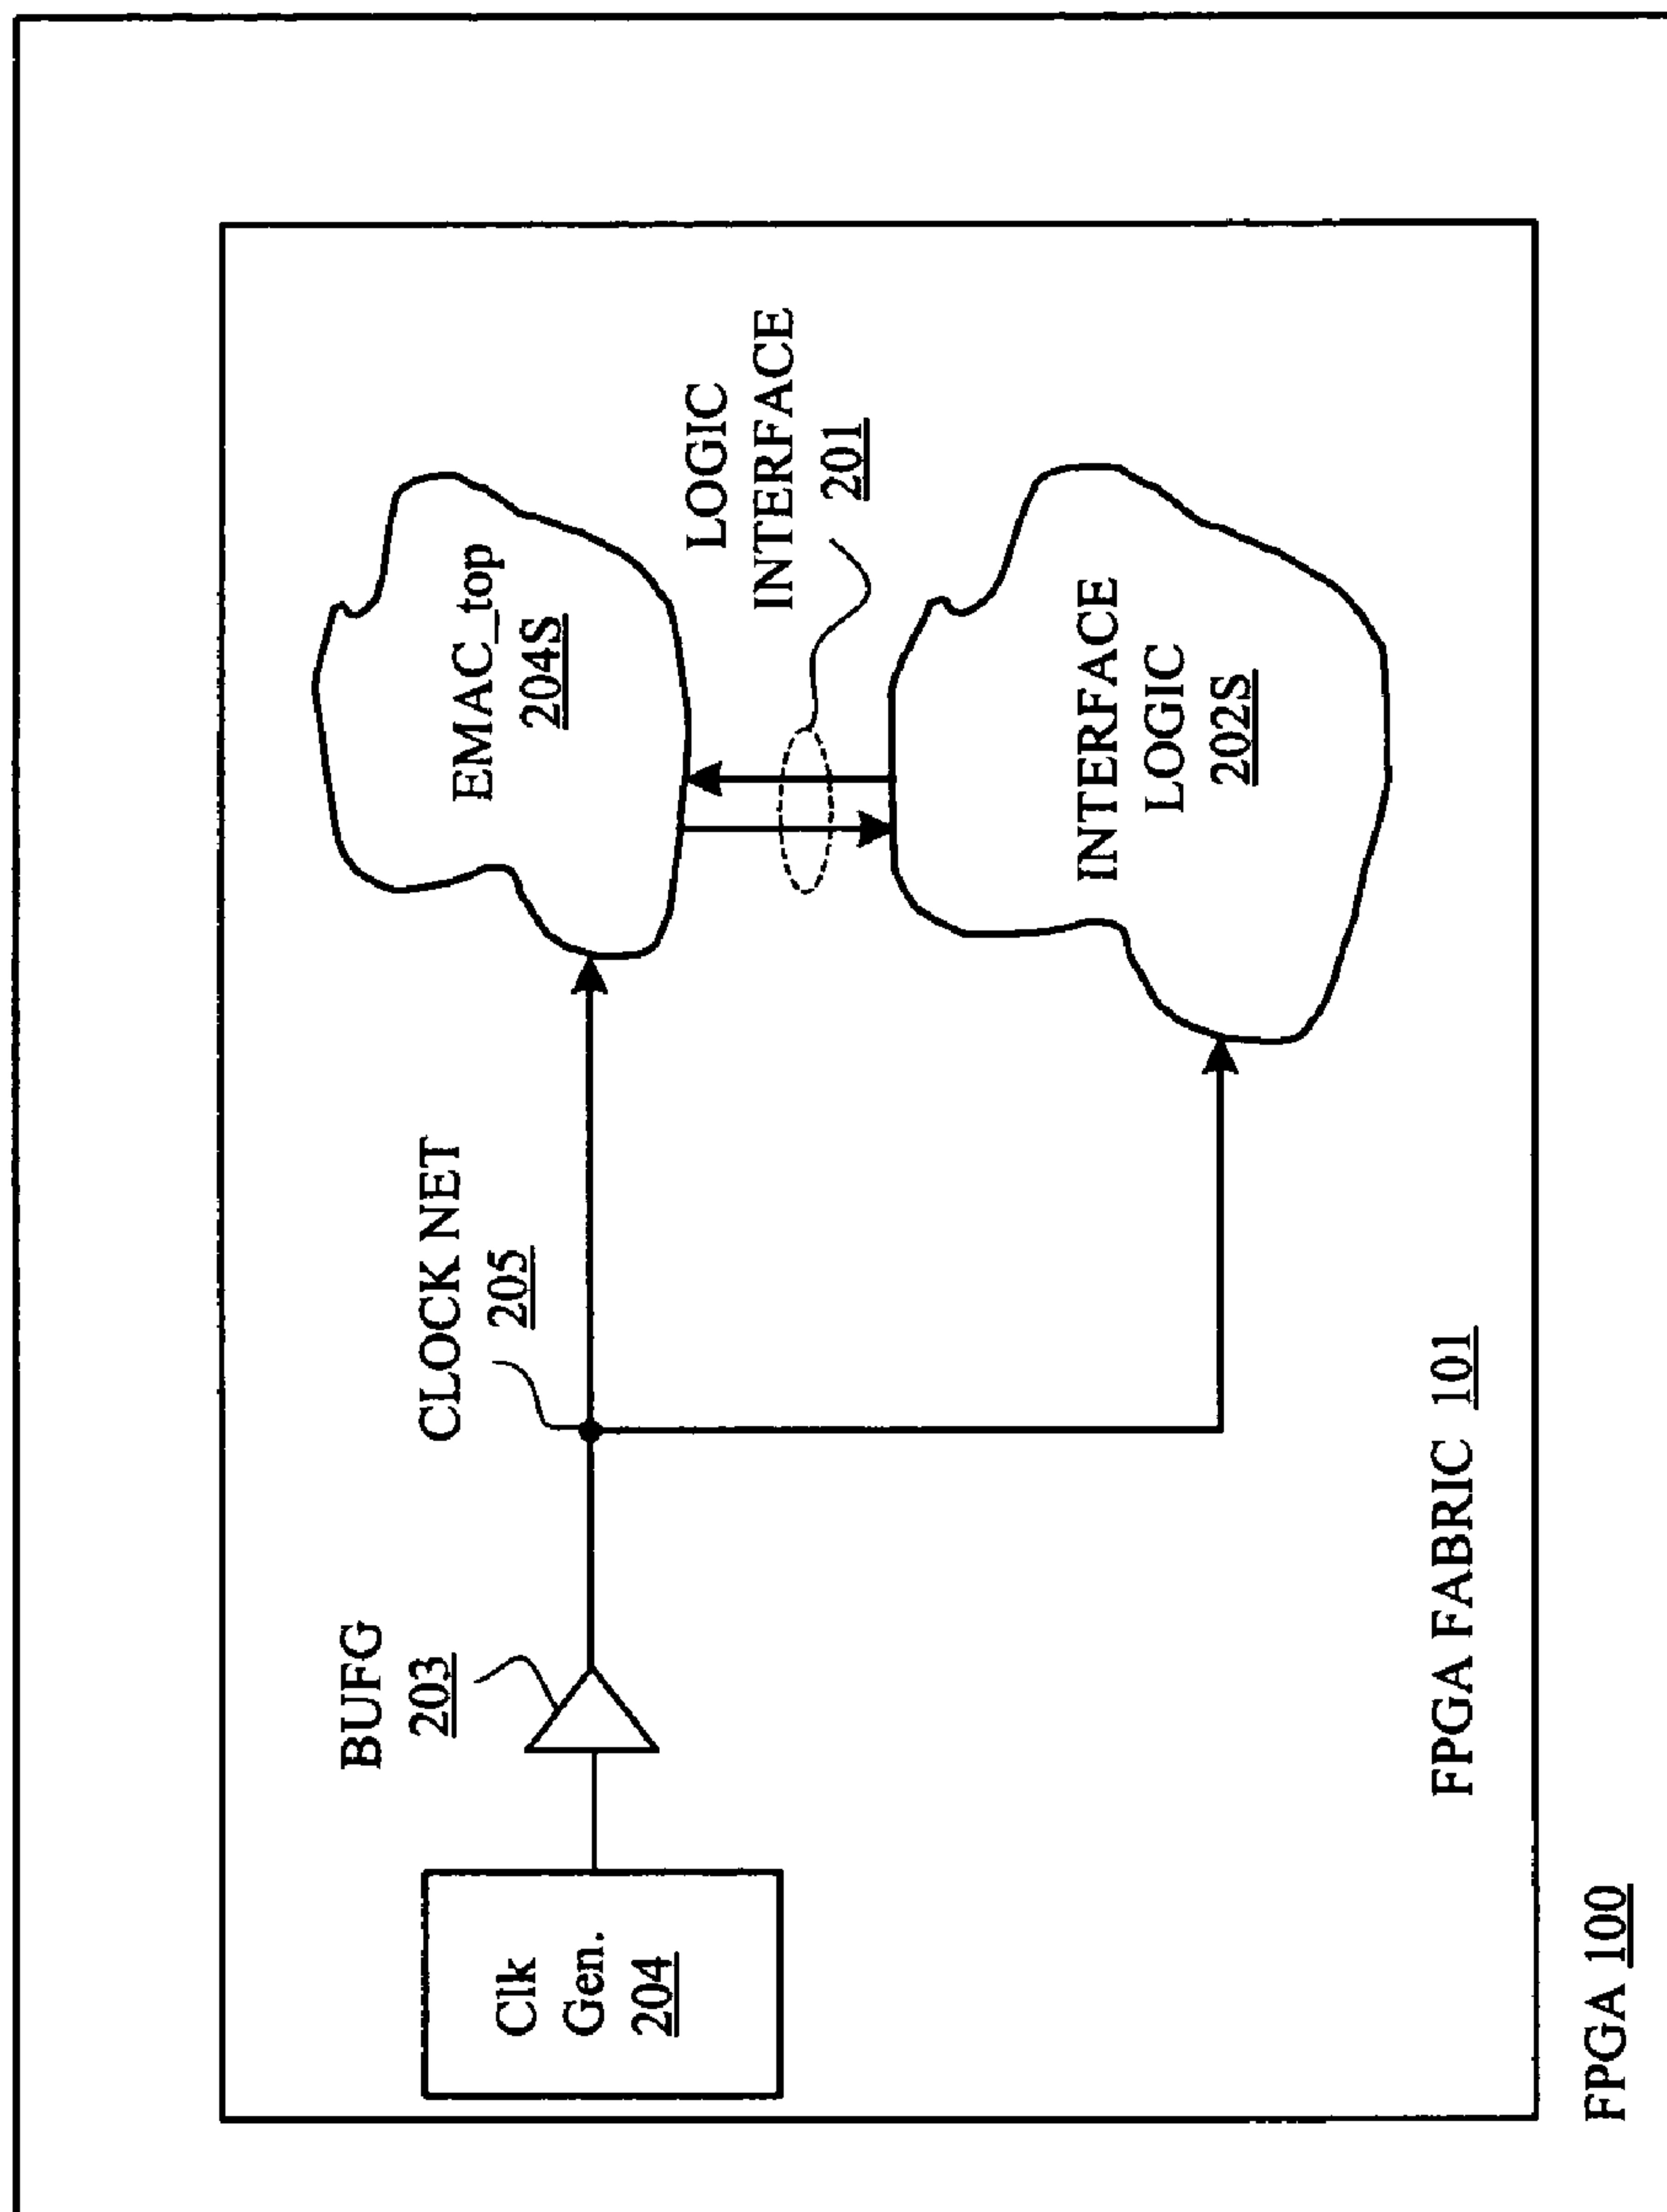 Clk
Gen.
204
BUFG
203
CLOCK NET
205
EMAC_top
204S
LOGIC
INTERFACE
201
INTERFACE
LOGIC
202S
FPGA FABRIC 101
FPGA 100